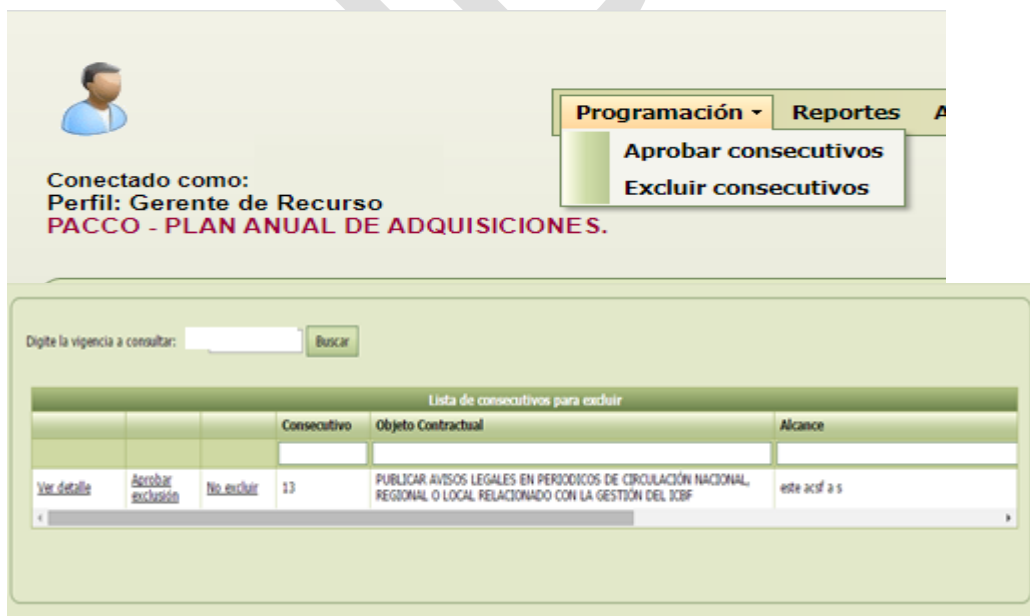 Programación Reportes A
Aprobar consecutivos
Excluir consecutivos
Conectado como:
Perfil: Gerente de Recurso
PACCO - PLAN ANUAL DE ADQUISICIONES.
Digite la vigencia a consultar: Buscar
Lista de consecutivos para excluir
Consecutivo Objeto Contractual Alcance
Ver detalle Aprobar exclusión No excluir 13 PUBLICAR AVISOS LEGALES EN PERIODICOS DE CIRCULACIÓN NACIONAL, este acsf a s
REGIONAL O LOCAL RELACIONADO CON LA GESTIÓN DEL ICBF